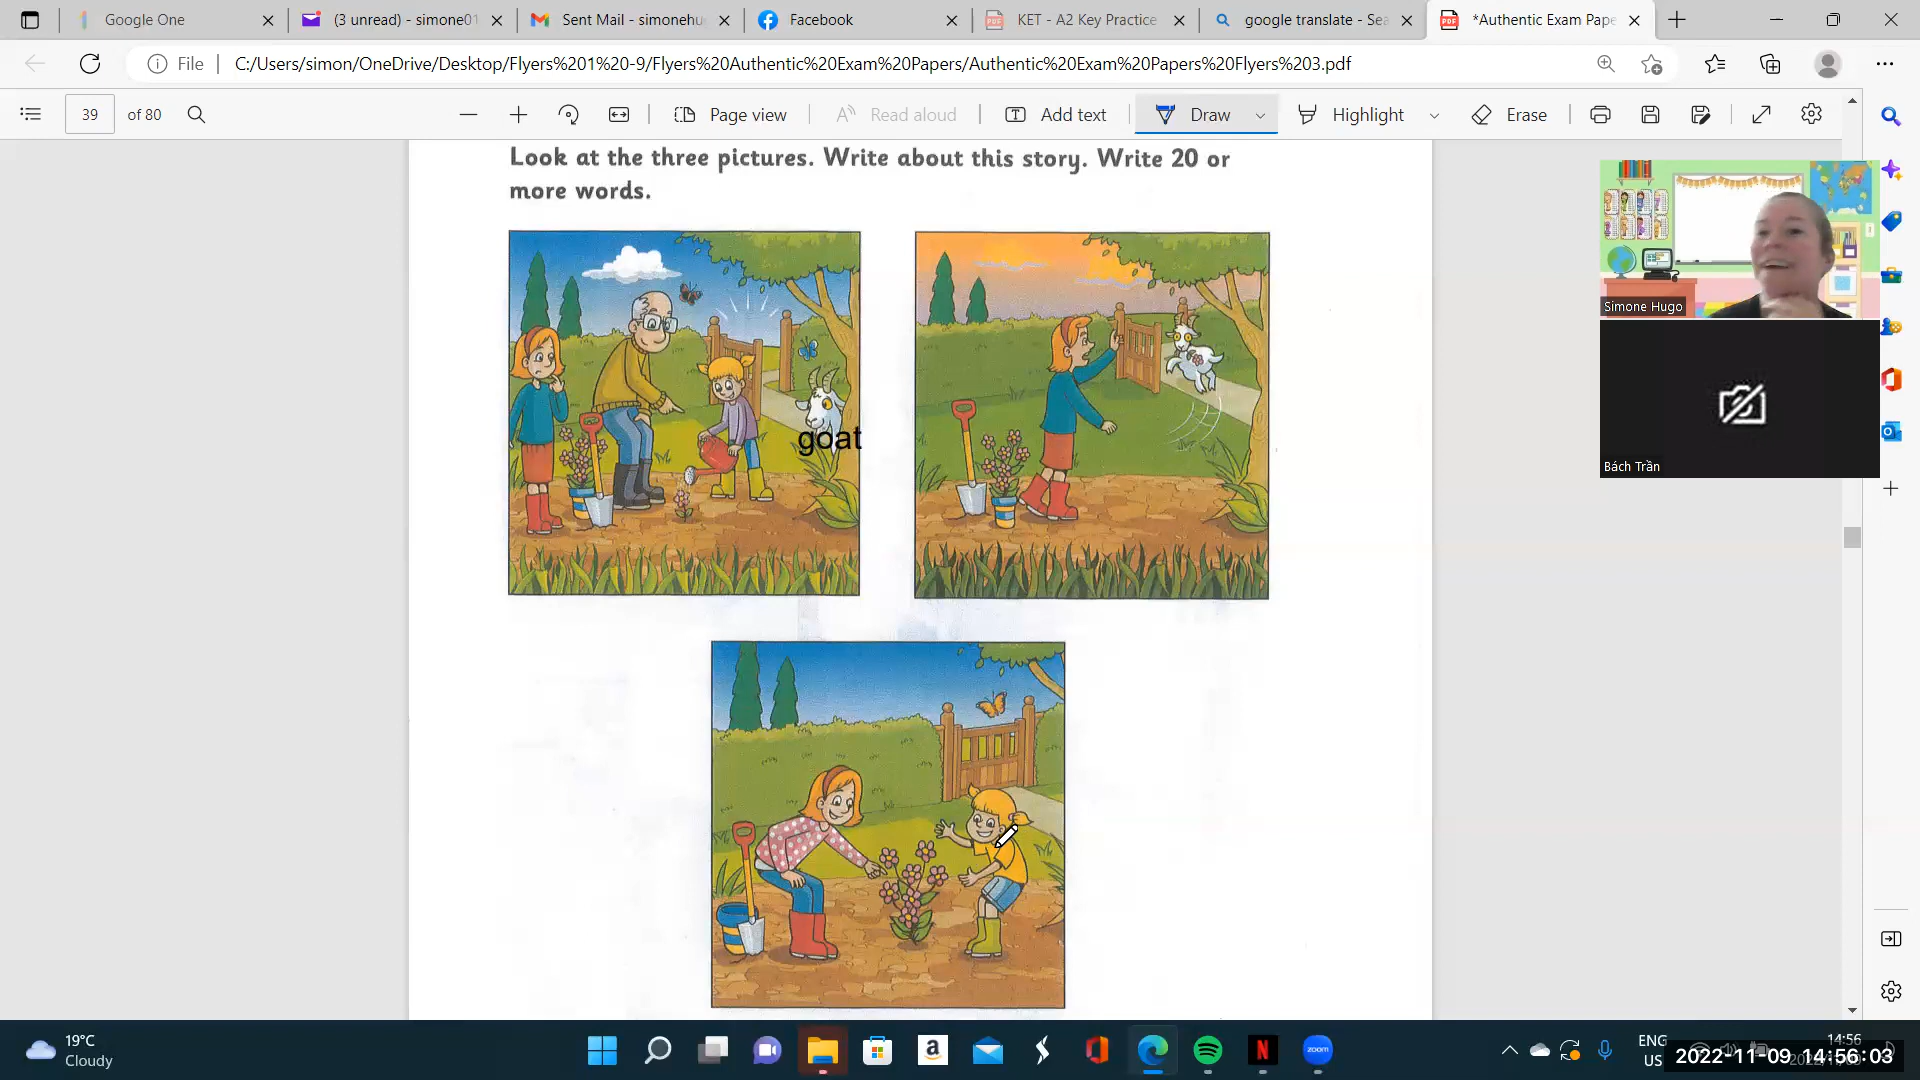 Google One
(3 unread) - simone01
Sent Mail - simonehu
Facebook
KET - A2 Key Practice
google translate - Sea
*Authentic Exam Pape
File
C:/Users/simon/OneDrive/Desktop/Flyers%201%20-9/Flyers%20Authentic%20Exam%20Papers/Authentic%20Exam%20Papers%20Flyers%203.pdf
39 of 80
Page view
Read aloud
Add text
Draw
Highlight
Erase
Look at the three pictures. Write about this story. Write 20 or
more words.
goat
Simone Hugo
Bách Trần
19°C
Cloudy
zoom
ENG
US
14:56
2022-11-09 14:56:03